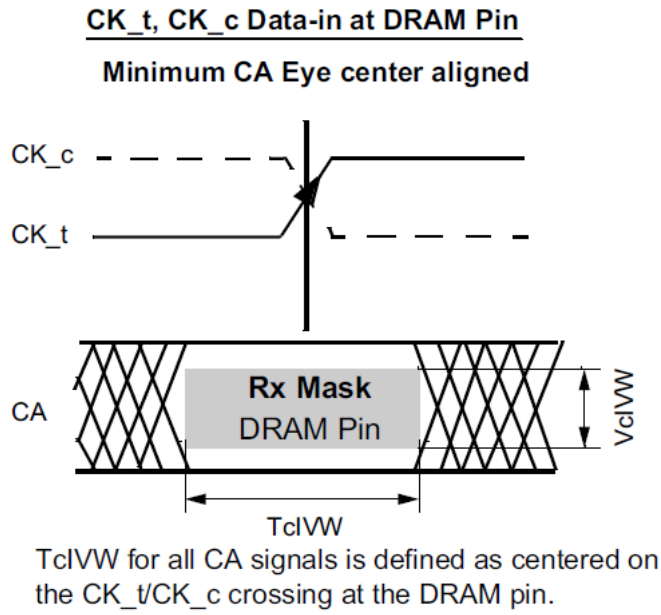 CK_t, CK_c Data-in at DRAM Pin
Minimum CA Eye center aligned
CK_c
CK_t
CA
Rx Mask
DRAM Pin
VcIVW
TcIVW
TcIVW for all CA signals is defined as centered on
the CK_t/CK_c crossing at the DRAM pin.